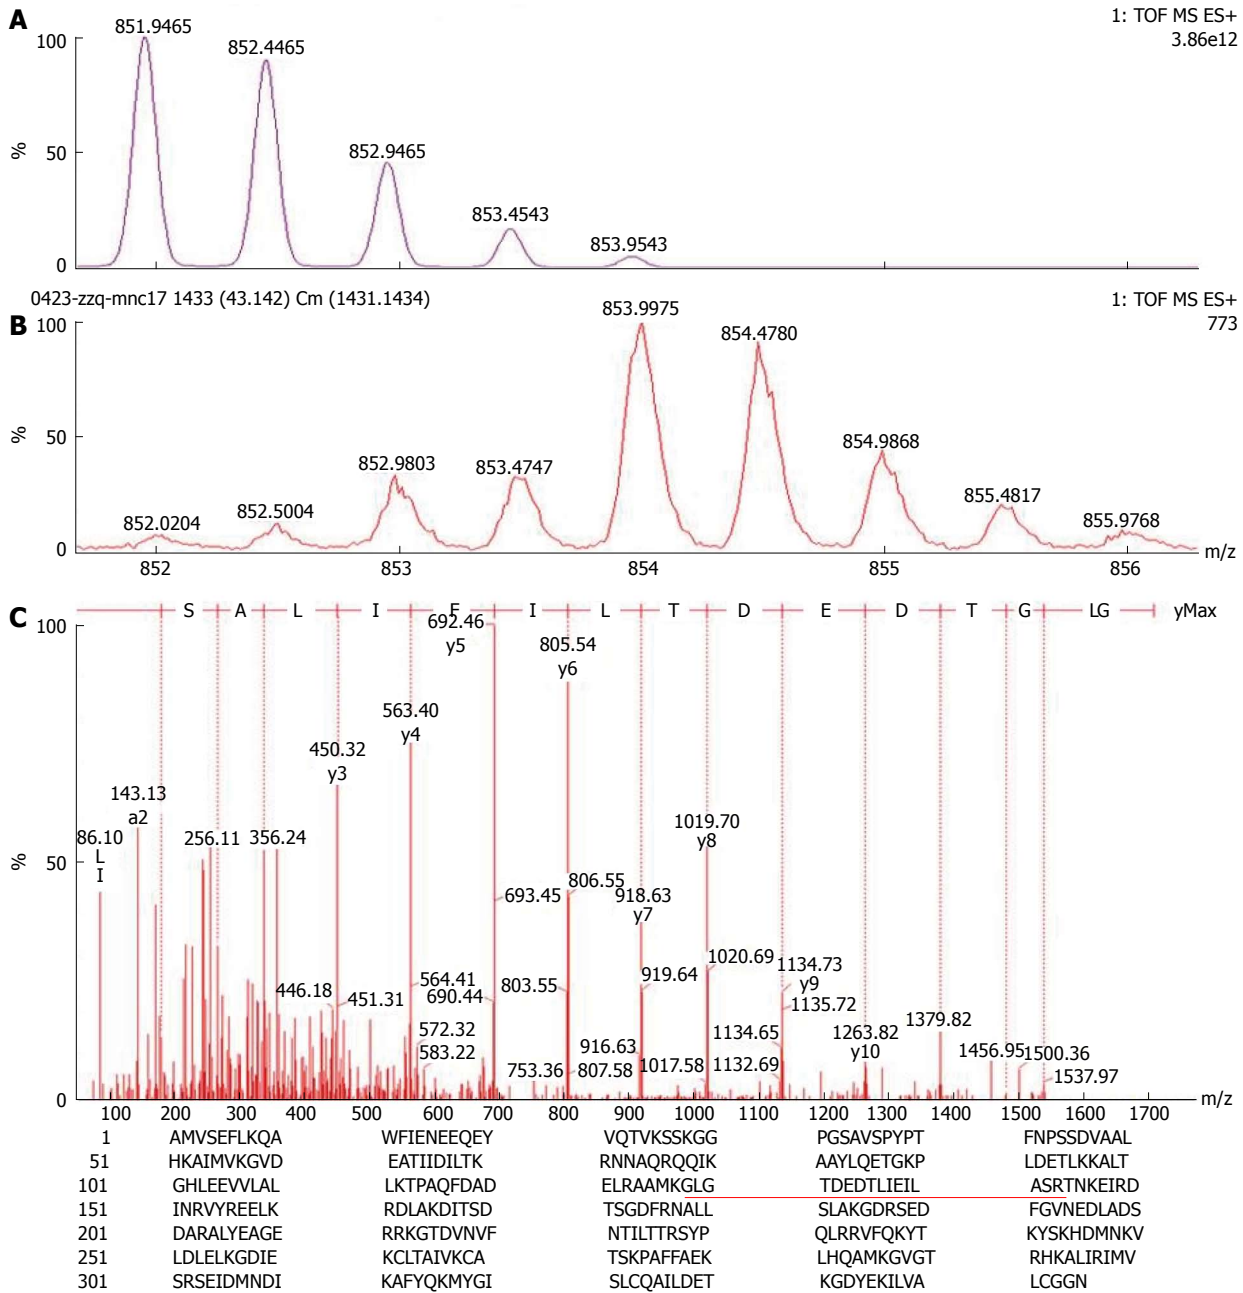 A
851.9465
852.4465
852.9465
853.4543
853.9543
1: TOF MS ES+
3.86e12
100
50
0
%
0423-zzq-mnc17 1433 (43.142) Cm (1431.1434)
B
1: TOF MS ES+
773
853.9975
854.4780
852.9803
853.4747
854.9868
852.0204
852.5004
855.4817
855.9768
100
50
0
%
852 853 854 855 856 m/z
C
S A L I E I L T D E D T G LG yMax
100
50
0
%
692.46
y5
805.54
y6
563.40
y4
450.32
y3
143.13
a2
86.10
L
I
256.11
356.24
1019.70
y8
806.55
693.45
918.63
y7
1020.69
1134.73
y9
919.64
564.41
803.55
446.18
451.31
690.44
1135.72
572.32
583.22
916.63
1134.65
1263.82
y10
1379.82
753.36
807.58
1017.58
1132.69
1456.95
1500.36
1537.97
100 200 300 400 500 600 700 800 900 1000 1100 1200 1300 1400 1500 1600 1700 m/z
1 AMVSEFLKQA WFIENEEQEY VQTVKSSKGG PGSAVSPYPT FNPSSDVAAL
51 HKAIMVKGVD EATIIDILTK RNNAQRQQIK AAYLQETGKP LDETLKKALT
101 GHLEEVVLAL LKTPAQFDAD ELRAAMKGLG TDEDTLIEIL ASRTNKEIRD
151 INRVYREELK RDLAKDITSD TSGDFRNALL SLAKGDRSED FGVNEDLADS
201 DARALYEAGE RRKGTDVNVF NTILTTRSYP QLRRVFQKYT KYSKHDMNKV
251 LDLELKGDIE KCLTAIVKCA TSKPAFFAEK LHQAMKGVGT RHKALIRIMV
301 SRSEIDMNDI KAFYQKMYGI SLCQAILDET KGDYEKILVA LCGGN